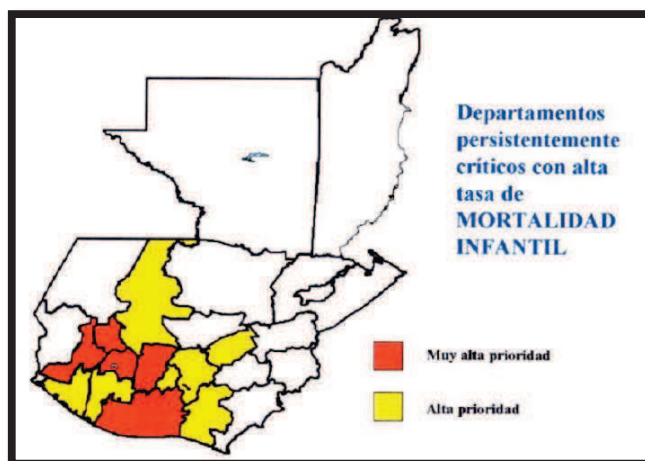 Departamentos
persistentemente
críticos con alta
tasa de
MORTALIDAD
INFANTIL
Muy alta prioridad
Alta prioridad